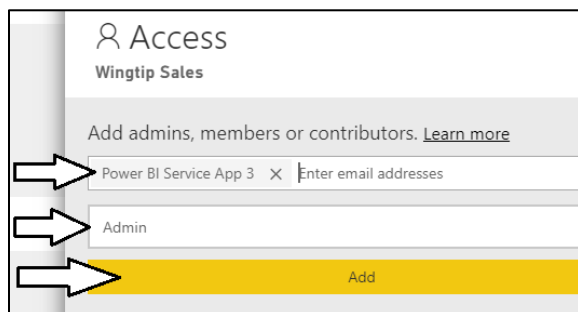 Access
Wingtip Sales
Add admins, members or contributors. Learn more
Power BI Service App 3 Enter email addresses
Admin
Add